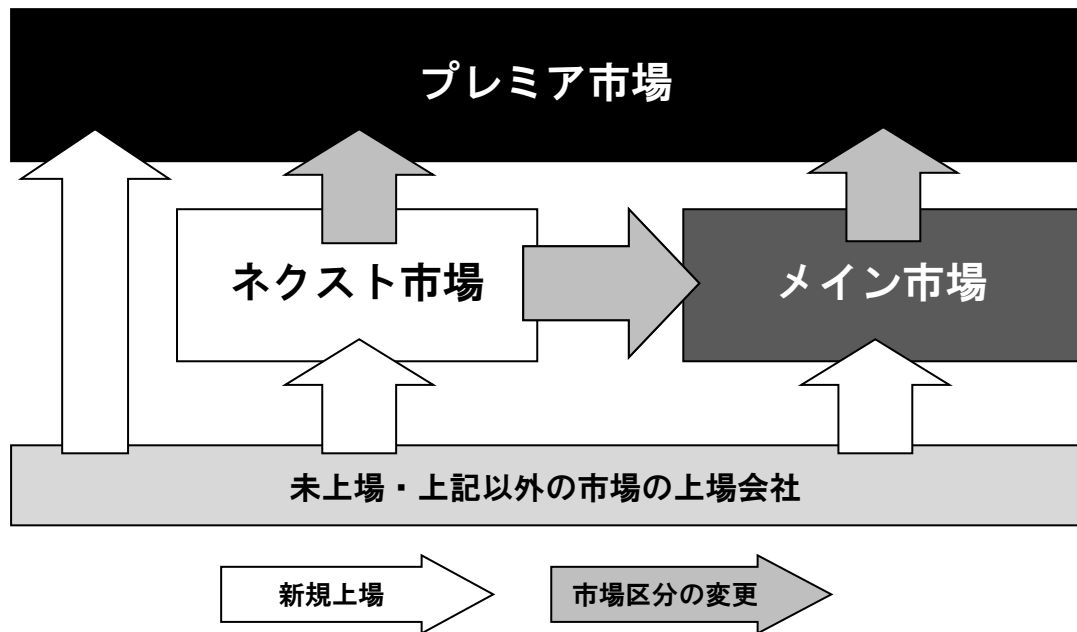 プレミア市場
ネクスト市場
メイン市場
未上場・上記以外の市場の上場会社
新規上場
市場区分の変更